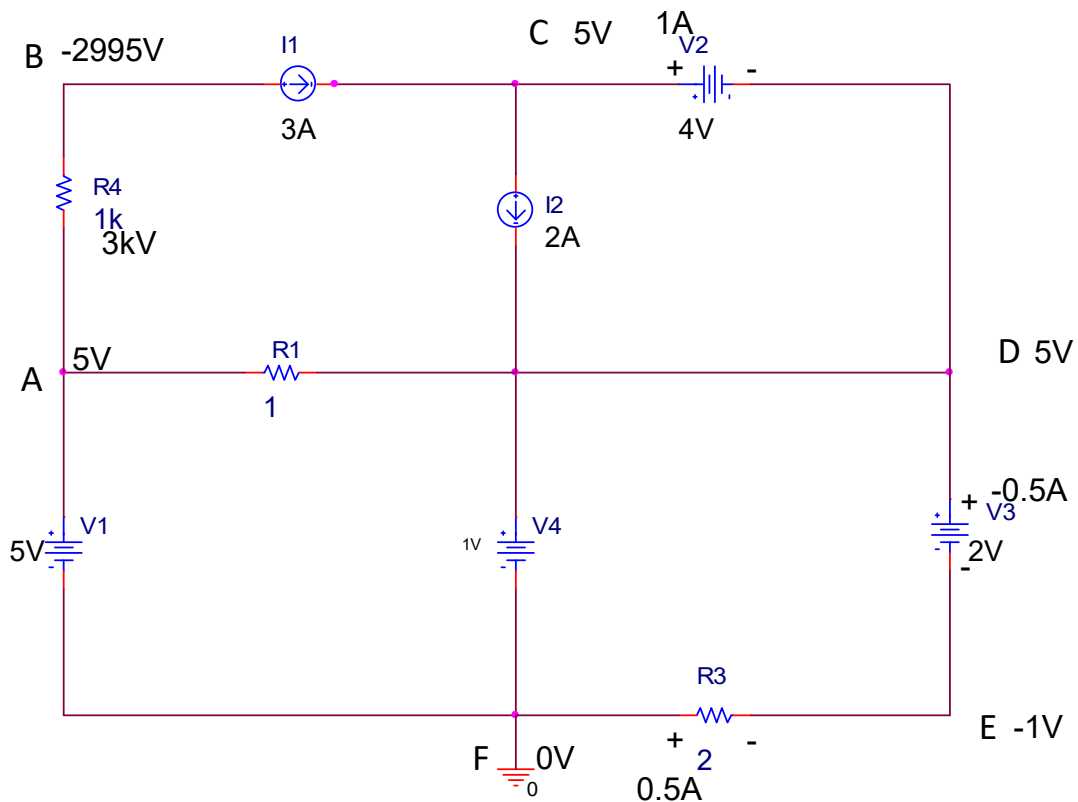 B -2995V
I1
3A
C 5V
1A
V2
+ -
4V
R4
1k
3kV
I2
2A
5V
A
R1
1
D 5V
V1
5V
V4
1V
+ -0.5A
V3
2V
-
R3
+ -
2
0.5A
E -1V
F 0V
0